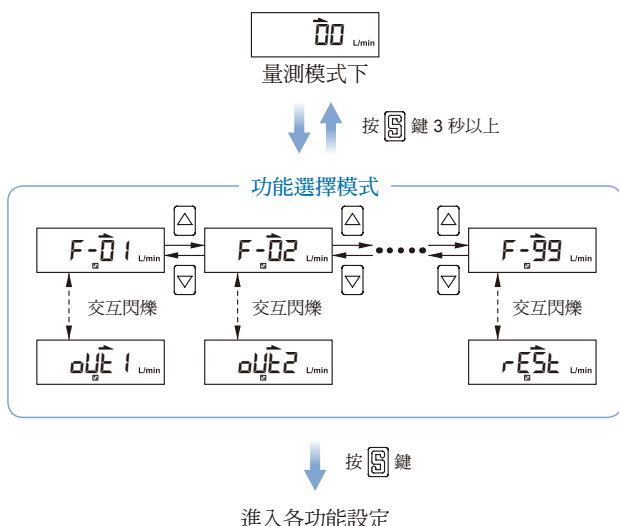 00 L/min
量測模式下
按 S 鍵 3 秒以上
功能選擇模式
F-01 L/min F-02 L/min ••••• F-99 L/min
交互閃爍 交互閃爍 交互閃爍
oUt1 L/min oUt2 L/min rESt L/min
按 S 鍵
進入各功能設定